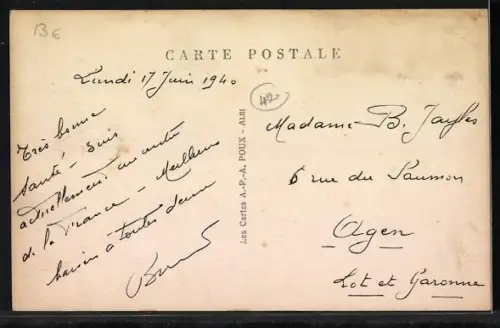 13 €
CARTE POSTALE
Lundi 17 Juin 1940
42
Très bonne
santé - suis
actuellement au centre
de la France - Meilleurs
baisers à toutes deux
Les Cartes A.-P.-A. POUX - ALBI
Madame B. Jayles
6 rue du Saumon
Agen
Lot et Garonne